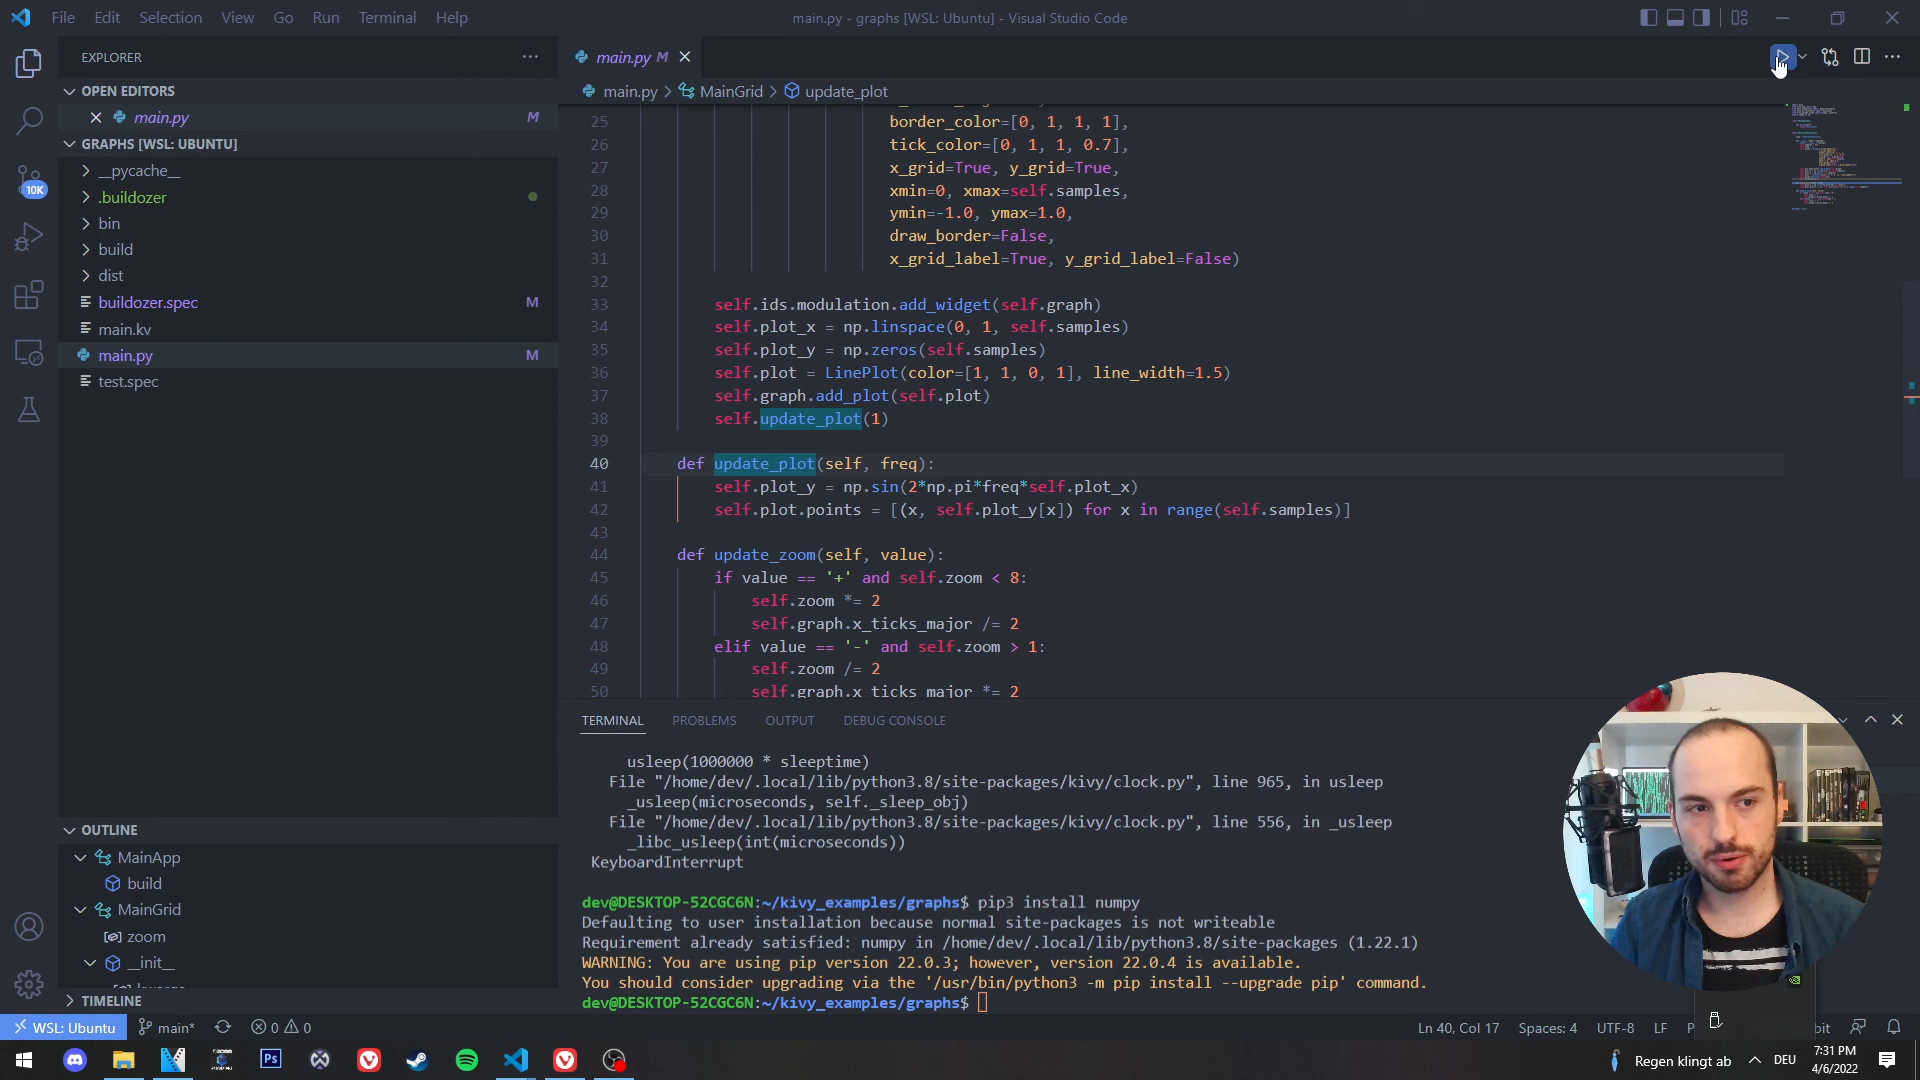 File Edit Selection View Go Run Terminal Help
main.py - graphs [WSL: Ubuntu] - Visual Studio Code
EXPLORER
OPEN EDITORS
main.py M
GRAPHS [WSL: UBUNTU]
10K
__pycache__
.buildozer
bin
build
dist
buildozer.spec M
main.kv
main.py M
test.spec
OUTLINE
MainApp
build
MainGrid
zoom
__init__
TIMELINE
main.py M
main.py > MainGrid > update_plot
25 border_color=[0, 1, 1, 1],
26 tick_color=[0, 1, 1, 0.7],
27 x_grid=True, y_grid=True,
28 xmin=0, xmax=self.samples,
29 ymin=-1.0, ymax=1.0,
30 draw_border=False,
31 x_grid_label=True, y_grid_label=False)
32
33 self.ids.modulation.add_widget(self.graph)
34 self.plot_x = np.linspace(0, 1, self.samples)
35 self.plot_y = np.zeros(self.samples)
36 self.plot = LinePlot(color=[1, 1, 0, 1], line_width=1.5)
37 self.graph.add_plot(self.plot)
38 self.update_plot(1)
39
40 def update_plot(self, freq):
41 self.plot_y = np.sin(2*np.pi*freq*self.plot_x)
42 self.plot.points = [(x, self.plot_y[x]) for x in range(self.samples)]
43
44 def update_zoom(self, value):
45 if value == '+' and self.zoom < 8:
46 self.zoom *= 2
47 self.graph.x_ticks_major /= 2
48 elif value == '-' and self.zoom > 1:
49 self.zoom /= 2
50 self.graph.x_ticks_major *= 2
TERMINAL PROBLEMS OUTPUT DEBUG CONSOLE
usleep(1000000 * sleeptime)
File "/home/dev/.local/lib/python3.8/site-packages/kivy/clock.py", line 965, in usleep
_usleep(microseconds, self._sleep_obj)
File "/home/dev/.local/lib/python3.8/site-packages/kivy/clock.py", line 556, in _usleep
_libc_usleep(int(microseconds))
KeyboardInterrupt
dev@DESKTOP-52CGC6N:~/kivy_examples/graphs$ pip3 install numpy
Defaulting to user installation because normal site-packages is not writeable
Requirement already satisfied: numpy in /home/dev/.local/lib/python3.8/site-packages (1.22.1)
WARNING: You are using pip version 22.0.3; however, version 22.0.4 is available.
You should consider upgrading via the '/usr/bin/python3 -m pip install --upgrade pip' command.
dev@DESKTOP-52CGC6N:~/kivy_examples/graphs$
WSL: Ubuntu main* 0 0 Ln 40, Col 17 Spaces: 4 UTF-8 LF
Ps
Regen klingt ab DEU 7:31 PM
4/6/2022